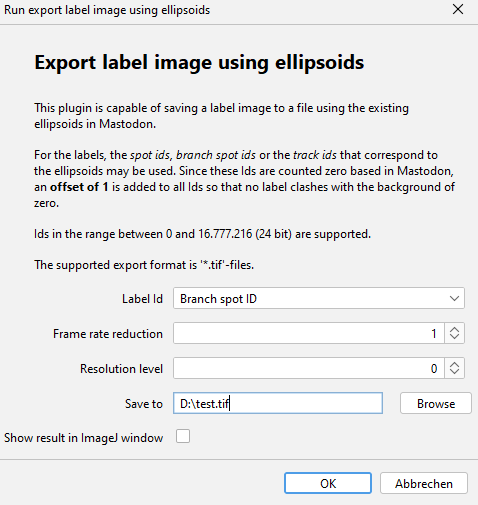 Run export label image using ellipsoids
Export label image using ellipsoids
This plugin is capable of saving a label image to a file using the existing
ellipsoids in Mastodon.
For the labels, the spot ids, branch spot ids or the track ids that correspond to
the ellipsoids may be used. Since these Ids are counted zero based in Mastodon,
an offset of 1 is added to all Ids so that no label clashes with the background of
zero.
Ids in the range between 0 and 16.777.216 (24 bit) are supported.
The supported export format is '*.tif'-files.
Label Id Branch spot ID
Frame rate reduction 1
Resolution level 0
Save to D:\test.tif Browse
Show result in ImageJ window
OK Abbrechen